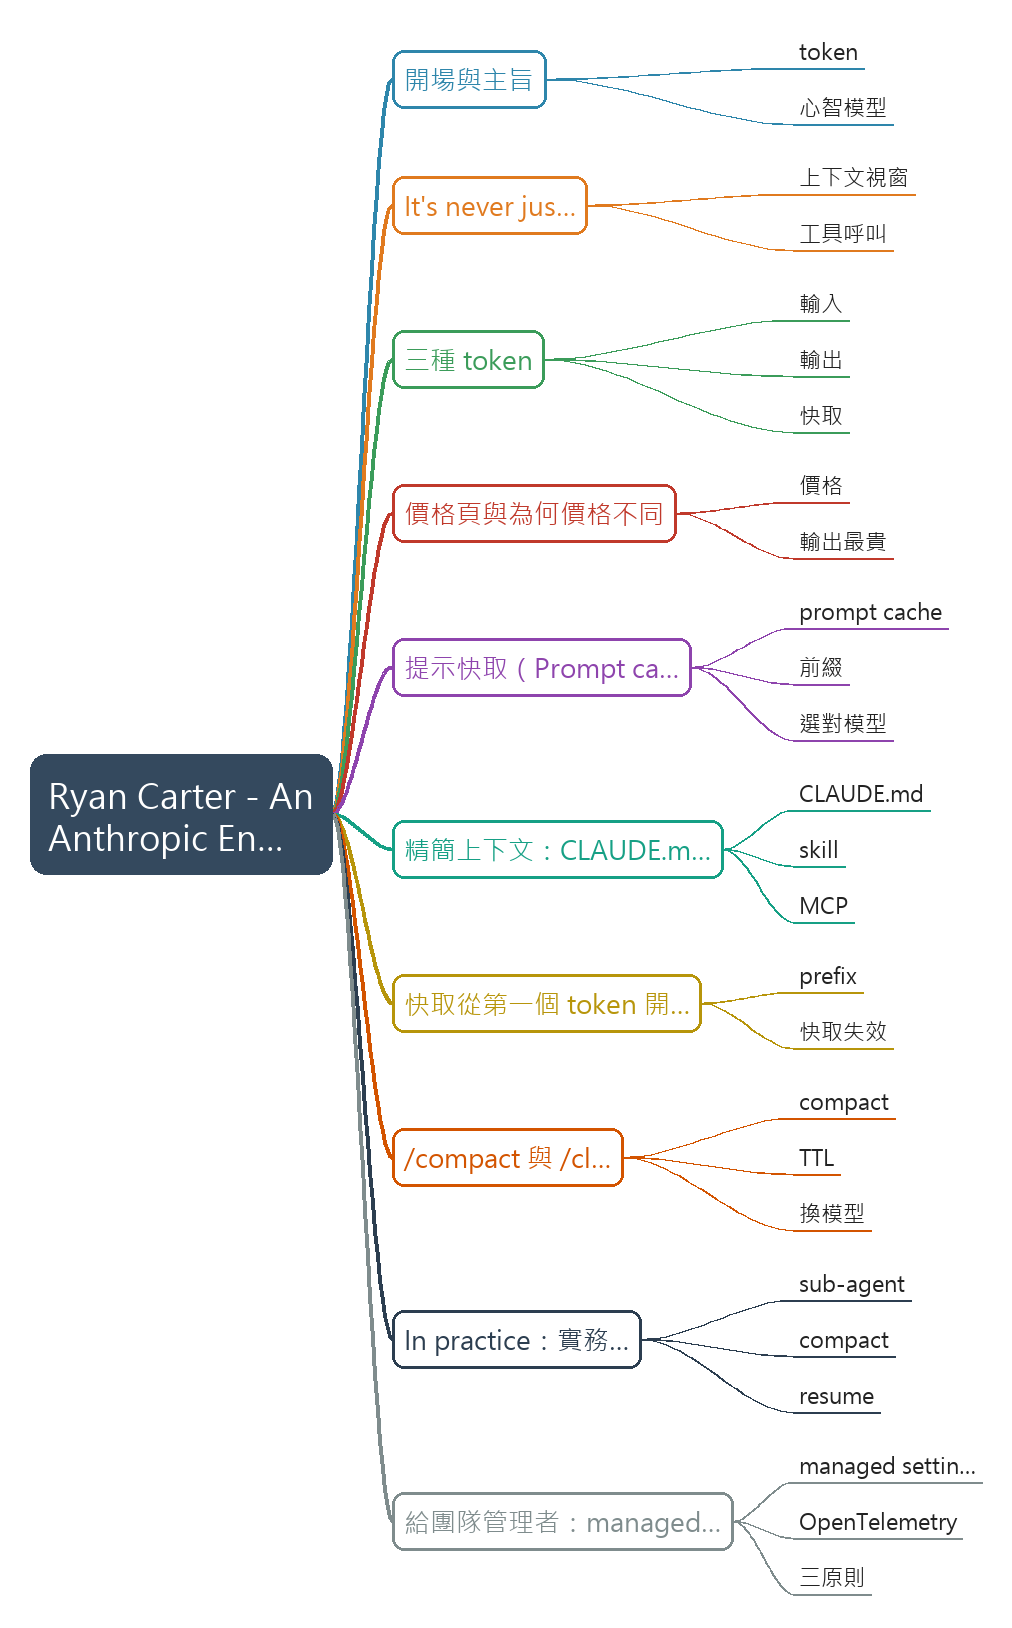 Ryan Carter - An
Anthropic En...
開場與主旨
token
心智模型
It's never jus...
上下文視窗
工具呼叫
三種 token
輸入
輸出
快取
價格頁與為何價格不同
價格
輸出最貴
提示快取（Prompt ca...
prompt cache
前綴
選對模型
精簡上下文：CLAUDE.m...
CLAUDE.md
skill
MCP
快取從第一個 token 開...
prefix
快取失效
/compact 與 /cl...
compact
TTL
換模型
In practice：實務...
sub-agent
compact
resume
給團隊管理者：managed...
managed settin...
OpenTelemetry
三原則